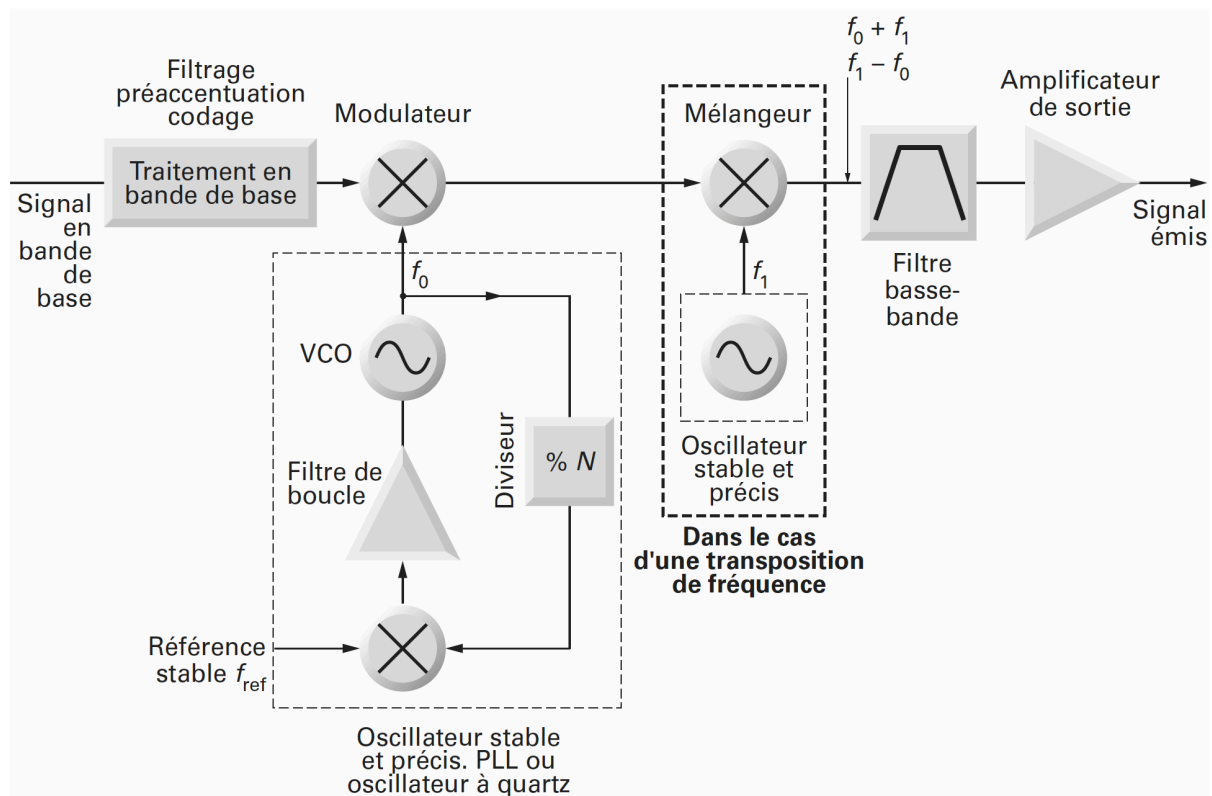 f0 + f1
f1 – f0
Filtrage
préaccentuation
codage
Modulateur
Mélangeur
Amplificateur
de sortie
Traitement en
bande de base
Signal
en
bande
de
base
Signal
émis
f0
f1
Filtre
basse-
bande
VCO
Diviseur
% N
Filtre de
boucle
Oscillateur
stable et
précis
Dans le cas
d'une transposition
de fréquence
Référence
stable fref
Oscillateur stable
et précis. PLL ou
oscillateur à quartz